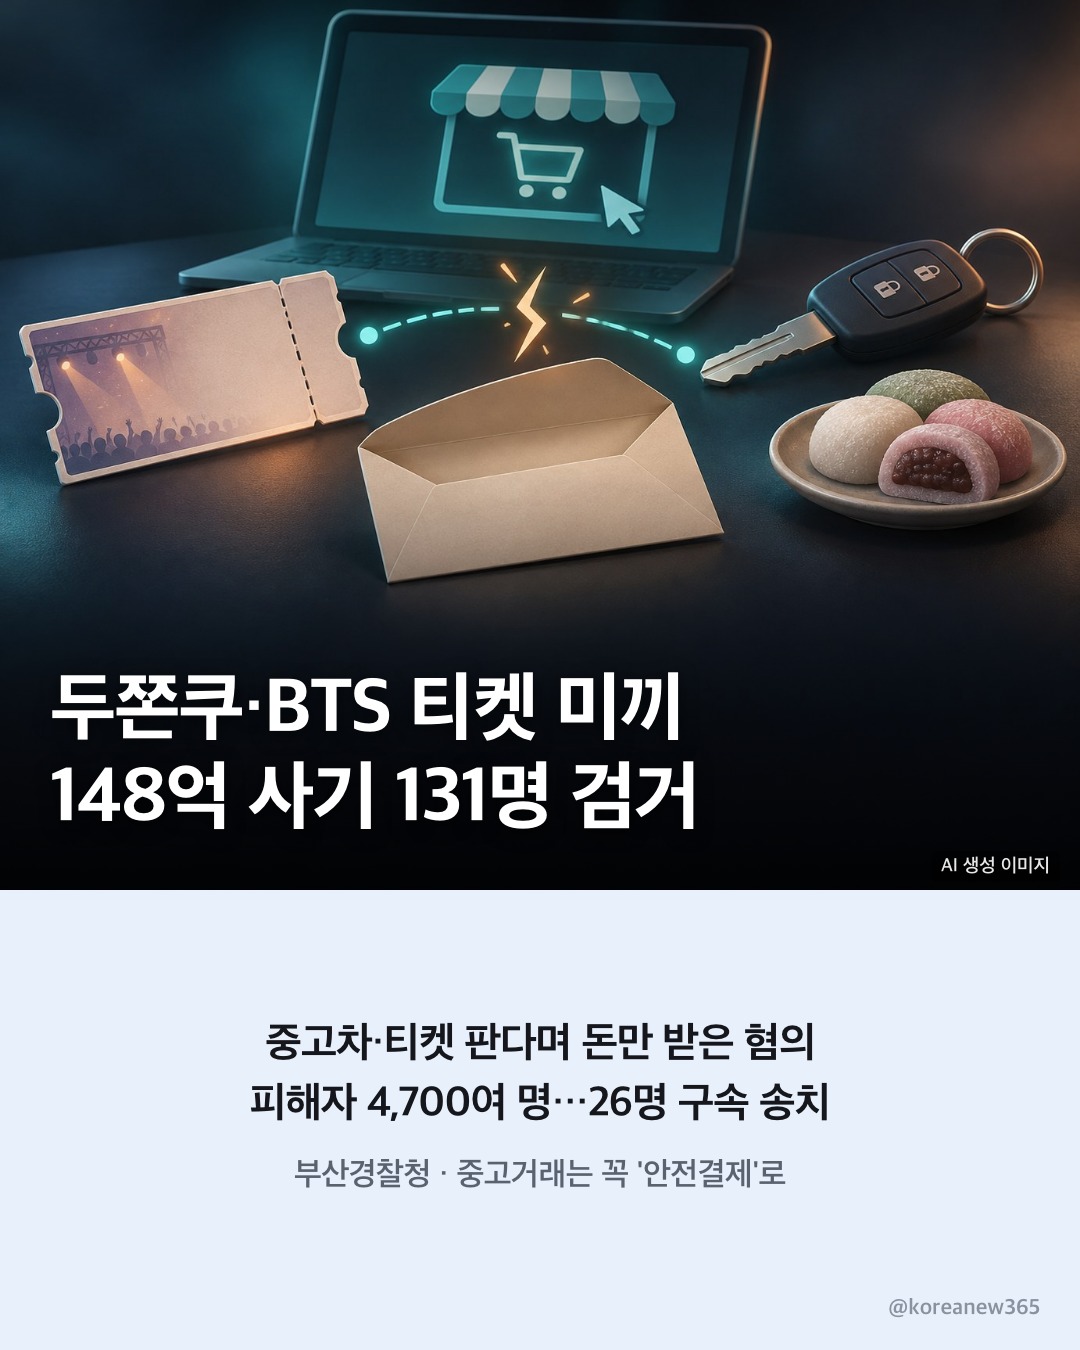 두쫀쿠·BTS 티켓 미끼
148억 사기 131명 검거
AI 생성 이미지
중고차·티켓 판다며 돈만 받은 혐의
피해자 4,700여 명···26명 구속 송치
부산경찰청 · 중고거래는 꼭 '안전결제'로
@koreanew365